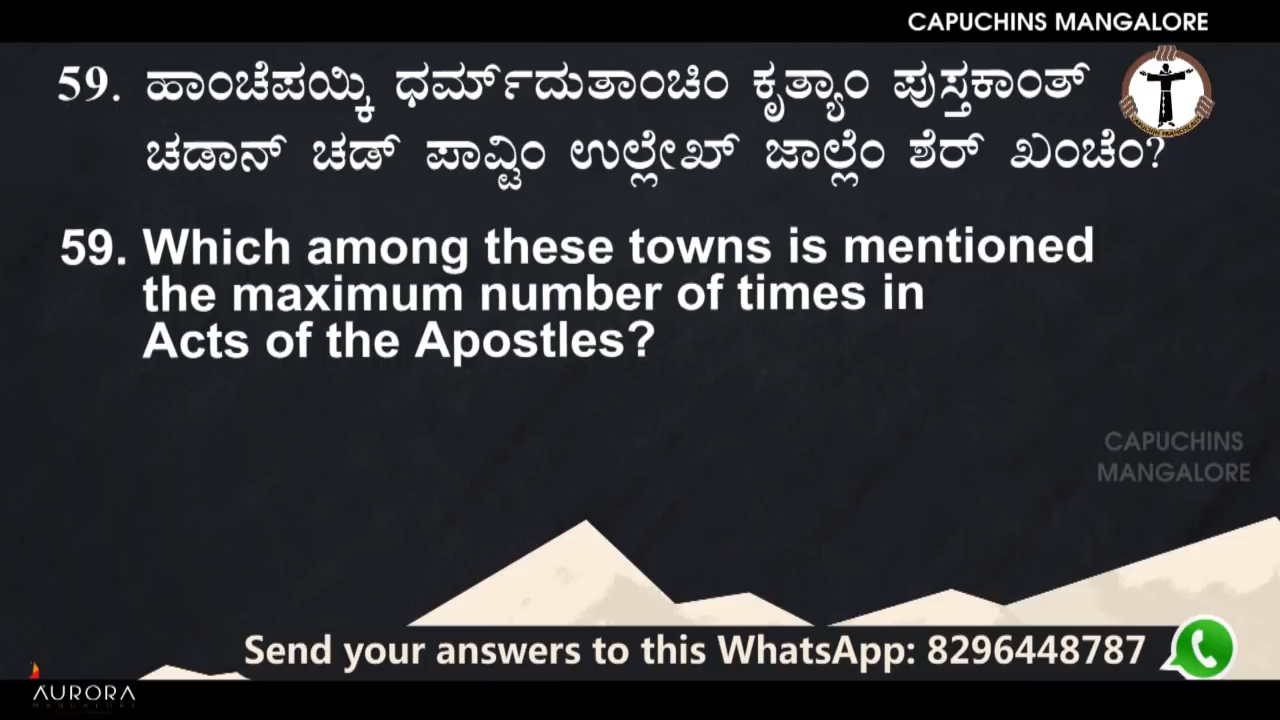 CAPUCHINS MANGALORE
59. ಹಾಂಚೆಪಯ್ಕಿ ಧರ್ಮ್‌ದುತಾಂಚಿಂ ಕೃತ್ಯಾಂ ಪುಸ್ತಕಾಂತ್
ಚಡಾನ್ ಚಡ್ ಪಾವ್ಟಿಂ ಉಲ್ಲೇಖ್ ಜಾಲ್ಲೆಂ ಶೆರ್ ಖಂಚೆಂ?
59. Which among these towns is mentioned
the maximum number of times in
Acts of the Apostles?
CAPUCHINS
MANGALORE
Send your answers to this WhatsApp: 8296448787
AURORA
MANGALORE